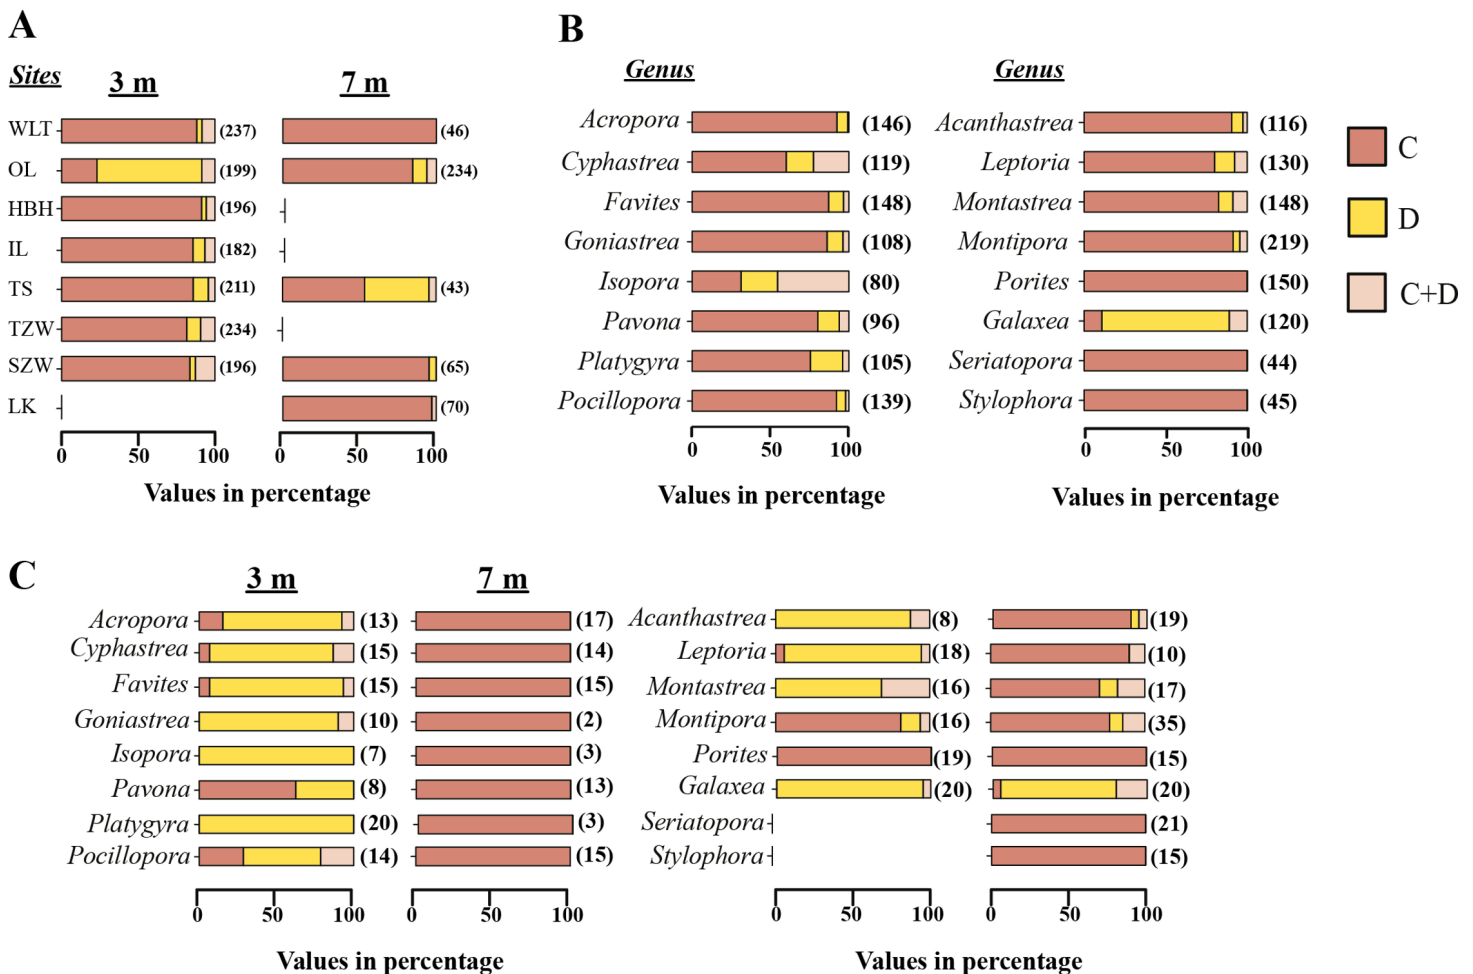 A
Sites
3 m
7 m
WLT
(237)
(46)
OL
(199)
(234)
HBH
(196)
IL
(182)
TS
(211)
(43)
TZW
(234)
SZW
(196)
(65)
LK
(70)
0
50
100
0
50
100
Values in percentage
B
Genus
Acropora
(146)
Cyphastrea
(119)
Favites
(148)
Goniastrea
(108)
Isopora
(80)
Pavona
(96)
Platygyra
(105)
Pocillopora
(139)
0
50
100
Values in percentage
Genus
Acanthastrea
(116)
Leptoria
(130)
Montastrea
(148)
Montipora
(219)
Porites
(150)
Galaxea
(120)
Seriatopora
(44)
Stylophora
(45)
0
50
100
Values in percentage
C
D
C+D
C
3 m
7 m
Acropora
(13)
(17)
Cyphastrea
(15)
(14)
Favites
(15)
(15)
Goniastrea
(10)
(2)
Isopora
(7)
(3)
Pavona
(8)
(13)
Platygyra
(20)
(3)
Pocillopora
(14)
(15)
0
50
100
0
50
100
Values in percentage
Acanthastrea
(8)
(19)
Leptoria
(18)
(10)
Montastrea
(16)
(17)
Montipora
(16)
(35)
Porites
(19)
(15)
Galaxea
(20)
(20)
Seriatopora
(21)
Stylophora
(15)
0
50
100
0
50
100
Values in percentage